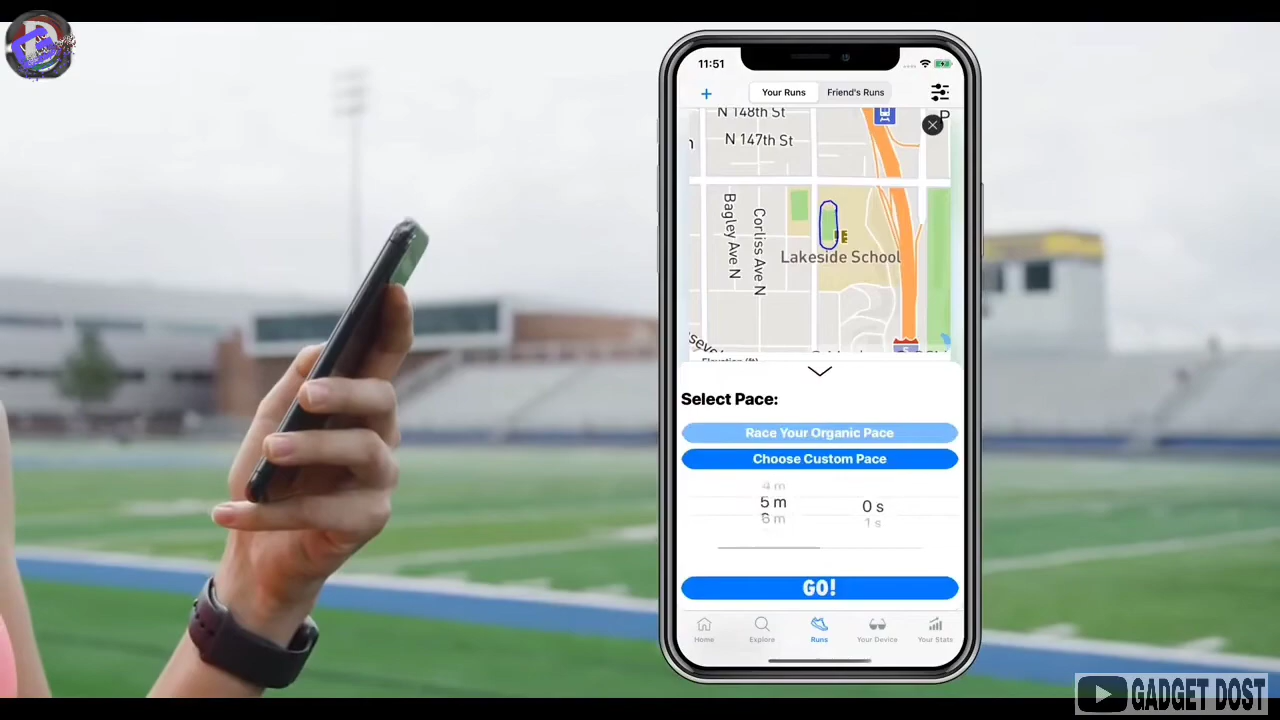 11:51
Your Runs
Friend's Runs
N 148th St
P
N 147th St
Bagley Ave N
Corliss Ave N
Lakeside School
Select Pace:
Race Your Organic Pace
Choose Custom Pace
4 m
5 m
0 s
6 m
1 s
GO!
Home
Explore
Runs
Your Device
Your Stats
GADGET DOST